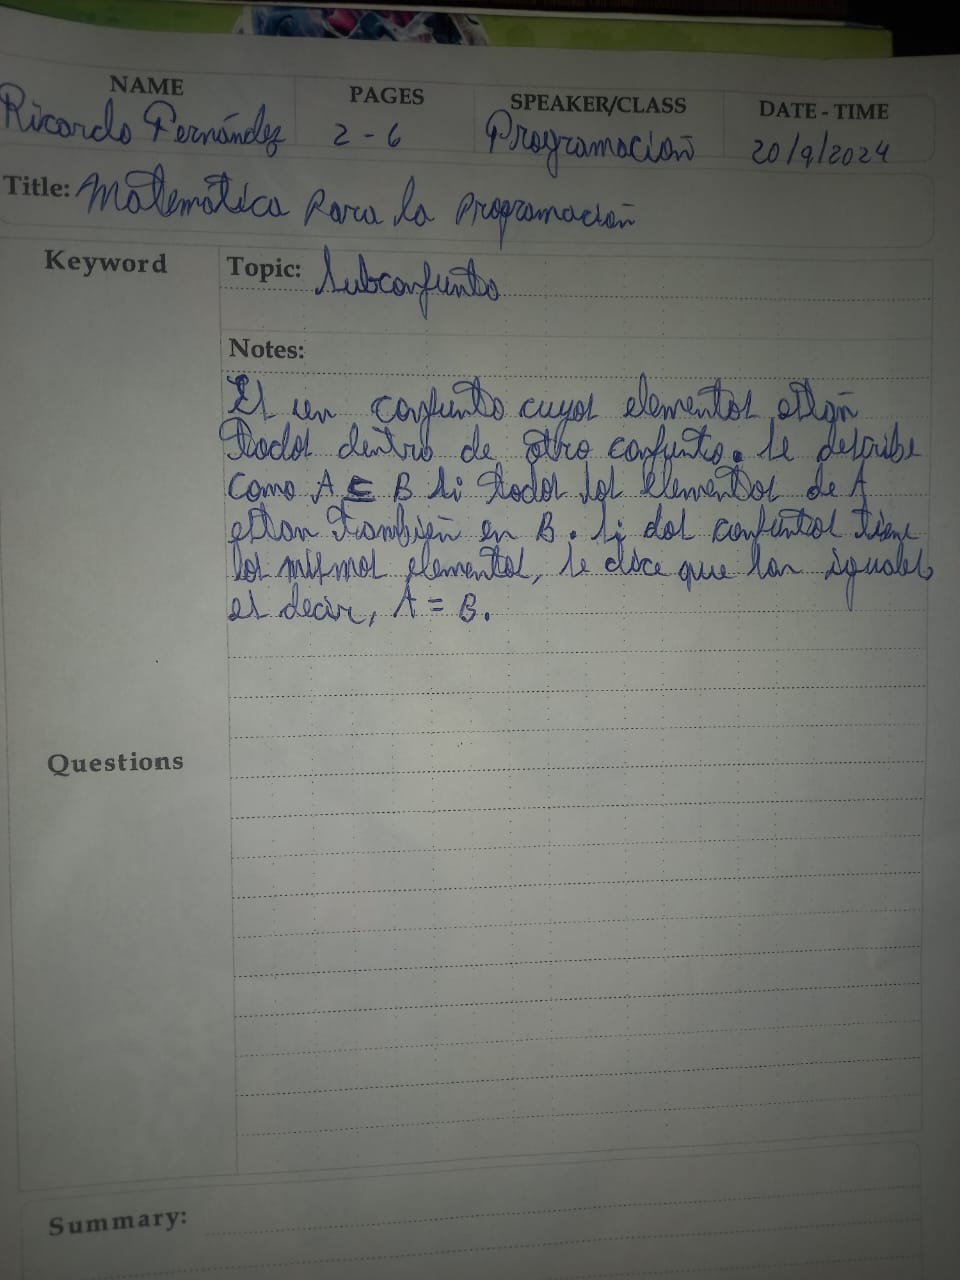 NAME PAGES SPEAKER/CLASS DATE - TIME
Ricardo Fernández 2 - 6 Programación 20/9/2024
Title: Matemática Para la Programación
Keyword Topic: Subconjunto
Notes:
Es un conjunto cuyos elementos están
todos dentro de otro conjunto. Se describe
como A ⊆ B si todos los elementos de A
estan también en B. Si dos conjuntos tiene
los mismos elementos, se dice que son iguales,
es decir, A = B.
Questions
Summary: